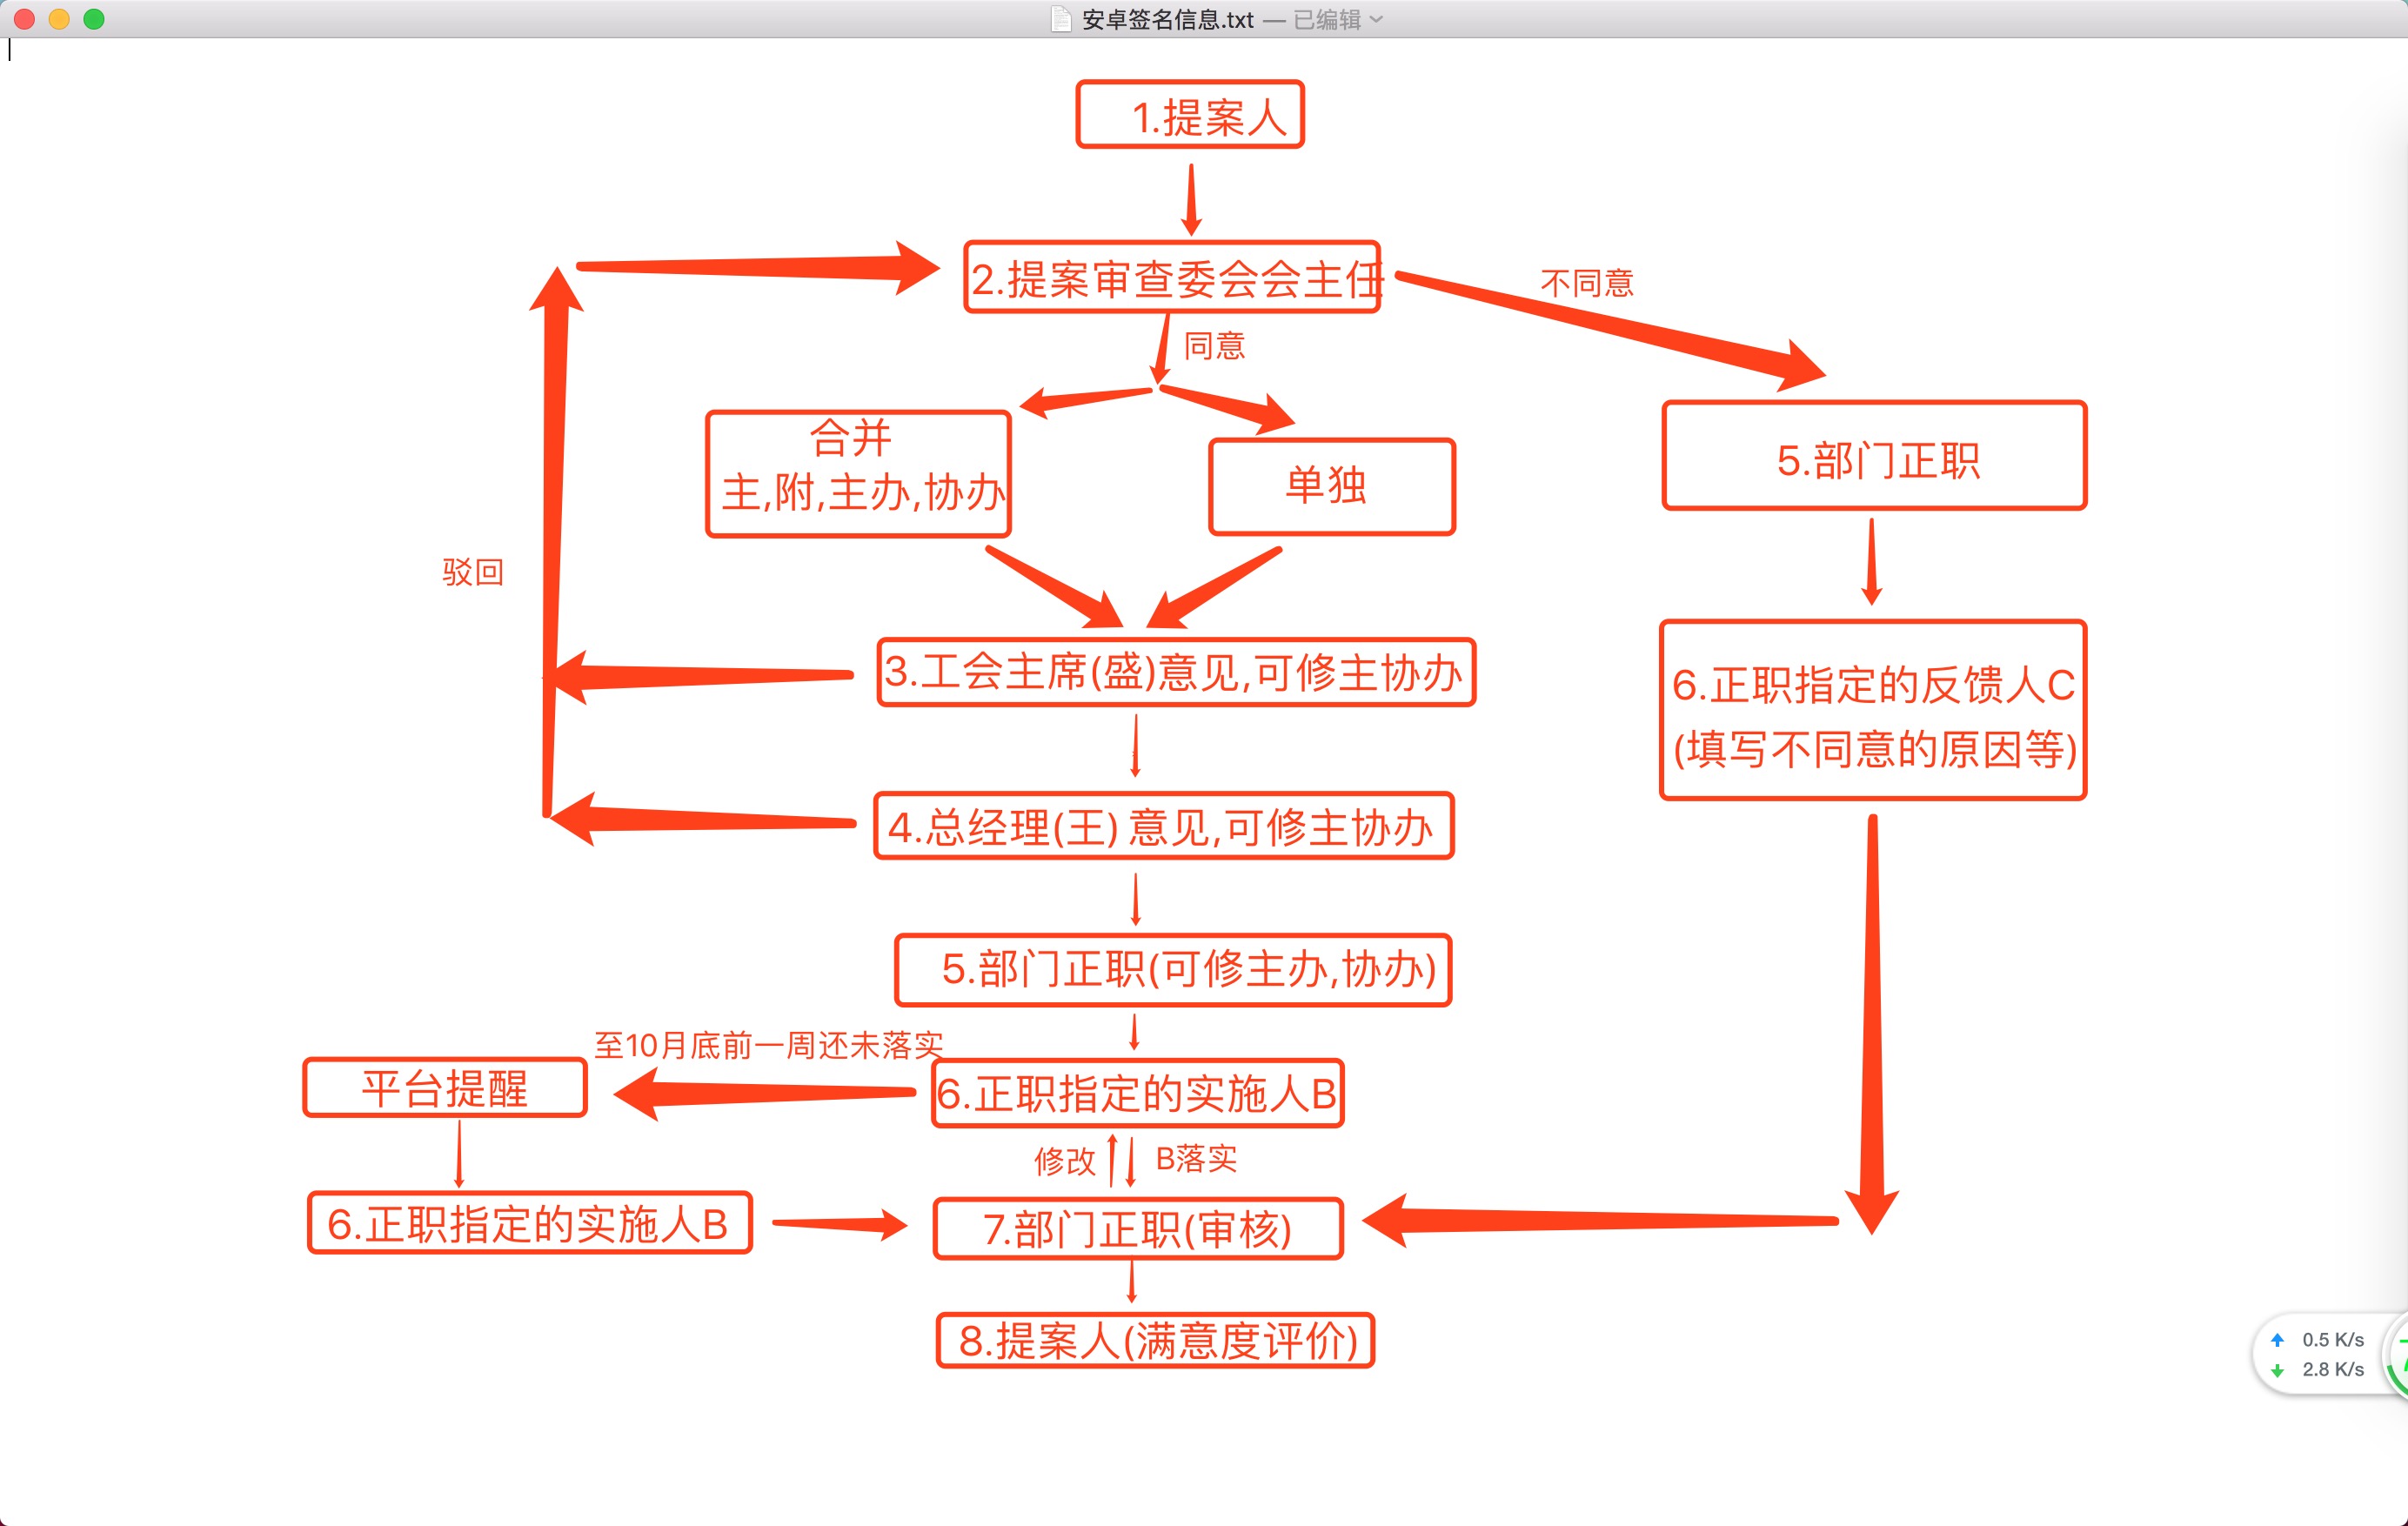 安卓签名信息.txt — 已编辑
1.提案人
2.提案审查委会会主任
不同意
同意
合并
主,附,主办,协办
单独
5.部门正职
驳回
3.工会主席(盛)意见,可修主协办
6.正职指定的反馈人C
(填写不同意的原因等)
4.总经理(王) 意见,可修主协办
5.部门正职(可修主办,协办)
至10月底前一周还未落实
平台提醒
6.正职指定的实施人B
修改
B落实
6.正职指定的实施人B
7.部门正职(审核)
8.提案人(满意度评价)
0.5 K/s
2.8 K/s